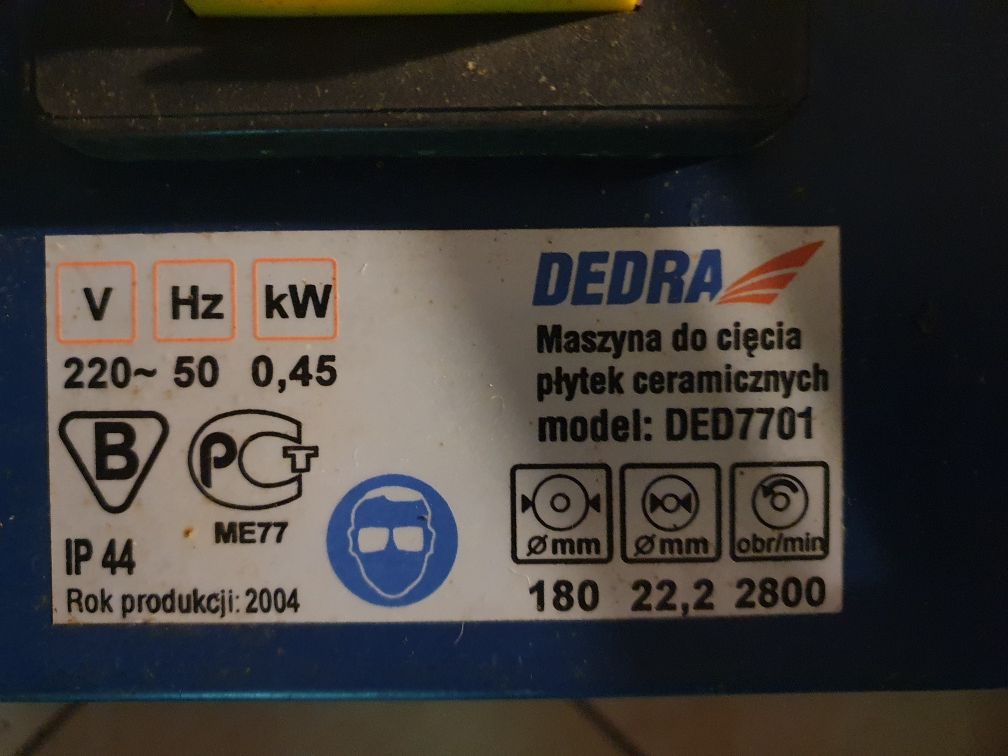 V Hz kW
220~ 50 0,45
B PCT
ME77
IP 44
Rok produkcji: 2004
DEDRA
Maszyna do cięcia
płytek ceramicznych
model: DED7701
Ømm Ømm obr/min
180 22,2 2800